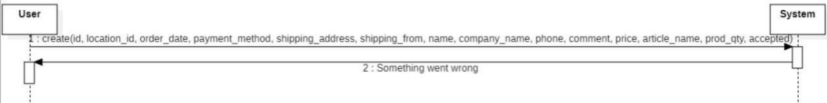 User
System
1 : create(id, location_id, order_date, payment_method, shipping_address, shipping_from, name, company_name, phone, comment, price, article_name, prod_qty, accepted)
2 : Something went wrong